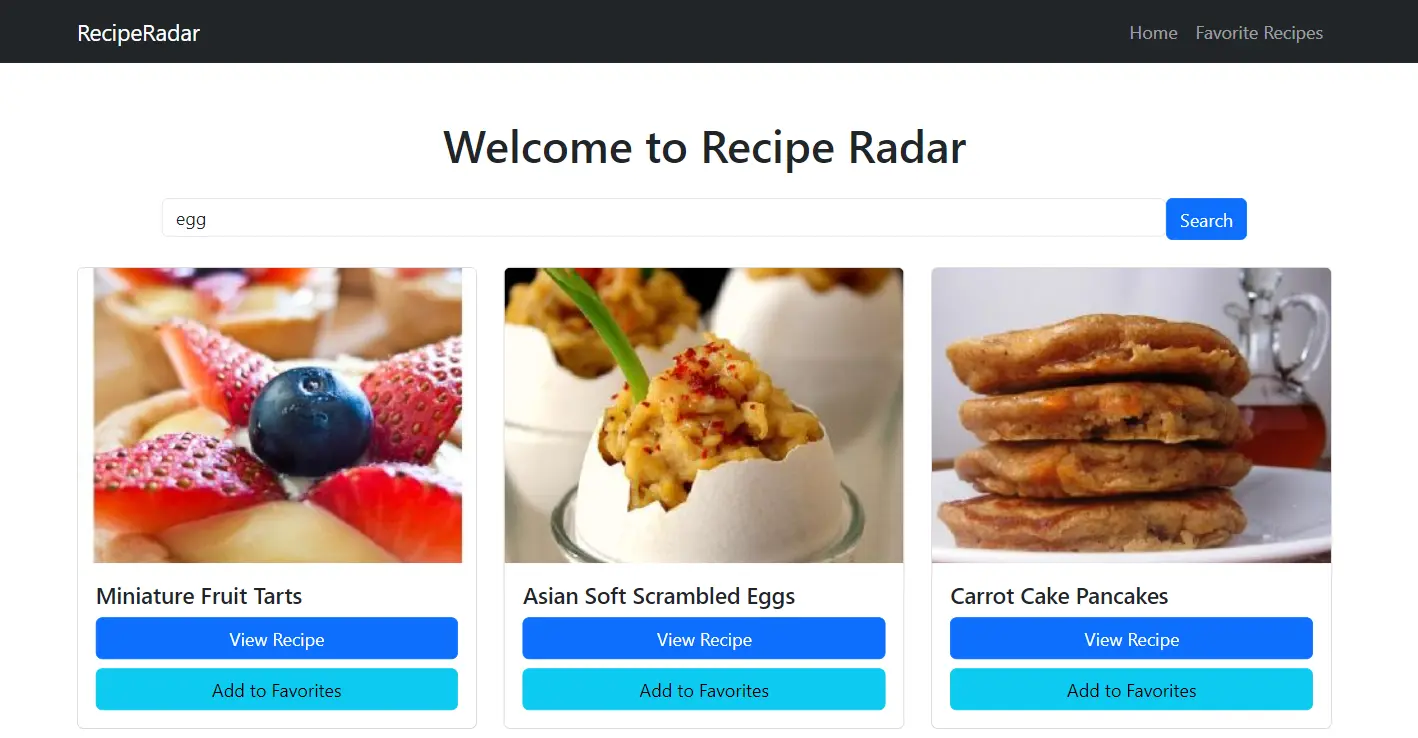 RecipeRadar
Home
Favorite Recipes
Welcome to Recipe Radar
egg
Search
Miniature Fruit Tarts
View Recipe
Add to Favorites
Asian Soft Scrambled Eggs
View Recipe
Add to Favorites
Carrot Cake Pancakes
View Recipe
Add to Favorites